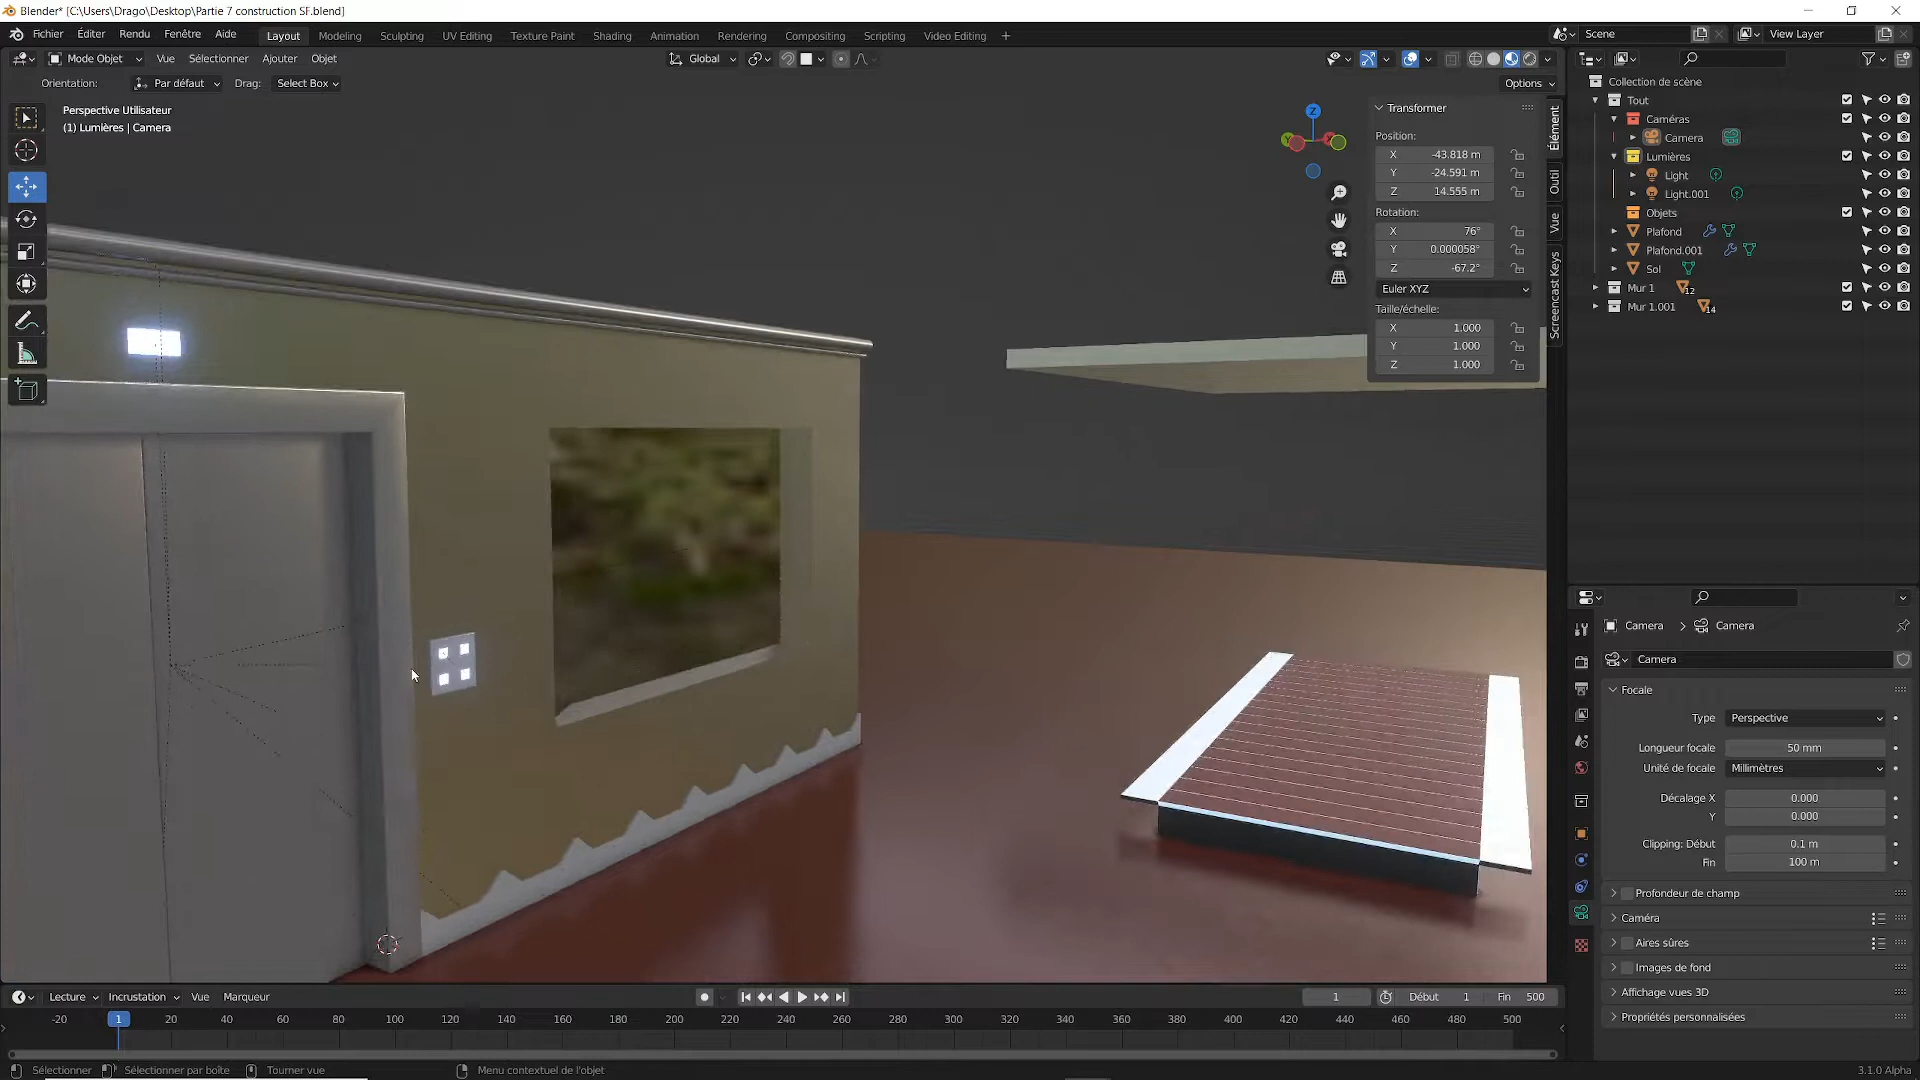 Blender* [C:\Users\Drago\Desktop\Partie 7 construction SF.blend]
Fichier Éditer Rendu Fenêtre Aide Layout Modeling Sculpting UV Editing Texture Paint Shading Animation Rendering Compositing Scripting Video Editing + Scene View Layer
Mode Objet Vue Sélectionner Ajouter Objet Global
Orientation: Par défaut Drag: Select Box Options
Perspective Utilisateur
(1) Lumières | Camera
Z
Y
X
Transformer
Position:
X -43.818 m
Y -24.591 m
Z 14.555 m
Rotation:
X 76°
Y 0.000058°
Z -67.2°
Euler XYZ
Taille/échelle:
X 1.000
Y 1.000
Z 1.000
Élément
Outil
Vue
Screencast Keys
Collection de scène
Tout
Caméras
Camera
Lumières
Light
Light.001
Objets
Plafond
Plafond.001
Sol
Mur 1 12
Mur 1.001 14
Camera > Camera
Camera
Focale
Type Perspective
Longueur focale 50 mm
Unité de focale Millimètres
Décalage X 0.000
Y 0.000
Clipping: Début 0.1 m
Fin 100 m
Profondeur de champ
Caméra
Aires sûres
Images de fond
Affichage vues 3D
Propriétés personnalisées
Lecture Incrustation Vue Marqueur 1 Début 1 Fin 500
-20 1 20 40 60 80 100 120 140 160 180 200 220 240 260 280 300 320 340 360 380 400 420 440 460 480 500
Sélectionner Sélectionner par boîte Tourner vue Menu contextuel de l'objet 3.1.0 Alpha